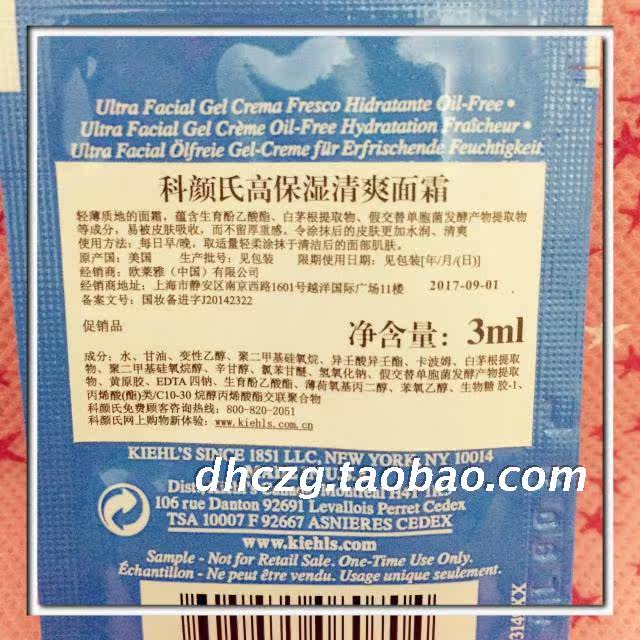 Ultra Facial Gel Crema Fresco Hidratante Oil-Free •
Ultra Facial Gel Crème Oil-Free Hydratation Fraîcheur •
Ultra Facial Ölfreie Gel-Creme für Erfrischende Feuchtigkeit
科颜氏高保湿清爽面霜
轻薄质地的面霜，蕴含生育酚乙酸酯、白茅根提取物、假交替单胞菌发酵产物提取物
等成分，易被皮肤吸收，而不留厚重感。令涂抹后的皮肤更加水润、清爽
使用方法：每日早/晚，取适量轻柔涂抹于清洁后的面部肌肤。
原产国：美国 生产批号：见包装 限期使用日期：见包装[年/月/(日)]
经销商：欧莱雅（中国）有限公司
经销商地址：上海市静安区南京西路1601号越洋国际广场11楼 2017-09-01
备案文号：国妆备进字J20142322
促销品 净含量：3ml
成分：水、甘油、变性乙醇、聚二甲基硅氧烷、异壬酸异壬酯、卡波姆、白茅根提取
物、聚二甲基硅氧烷醇、辛甘醇、氯苯甘醚、氢氧化钠、假交替单胞菌发酵产物提取
物、黄原胶、EDTA 四钠、生育酚乙酸酯、薄荷氧基丙二醇、苯氧乙醇、生物糖胶-1、
丙烯酸(酯)类/C10-30 烷醇丙烯酸酯交联聚合物
科颜氏免费顾客咨询热线：800-820-2051
科颜氏网上购物新体验：www.kiehls.com.cn
KIEHL'S SINCE 1851 LLC, NEW YORK NY 10014
dhczg.taobao.com
106 rue Danton 92691 Levallois Perret Cedex
TSA 10007 F 92667 ASNIERES CEDEX
www.kiehls.com
Sample - Not for Retail Sale. One-Time Use Only.
Échantillon - Ne peut être vendu. Usage unique seulement.